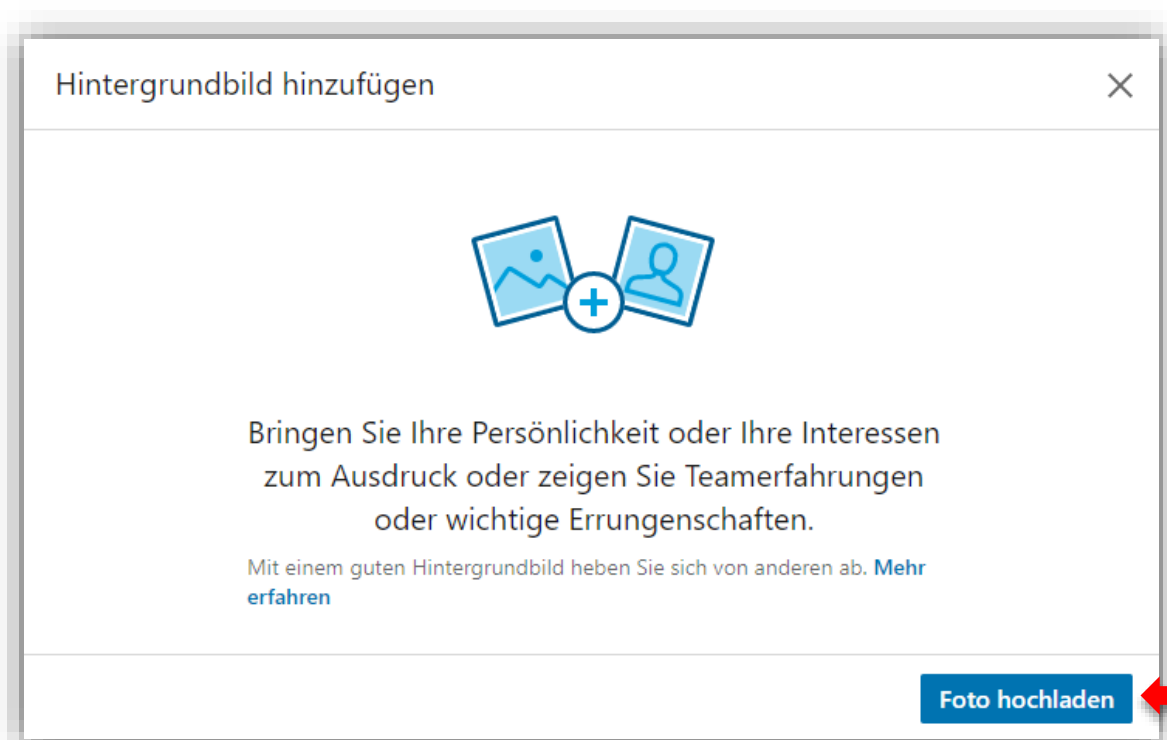 Hintergrundbild hinzufügen
Bringen Sie Ihre Persönlichkeit oder Ihre Interessen
zum Ausdruck oder zeigen Sie Teamerfahrungen
oder wichtige Errungenschaften.
Mit einem guten Hintergrundbild heben Sie sich von anderen ab. Mehr
erfahren
Foto hochladen